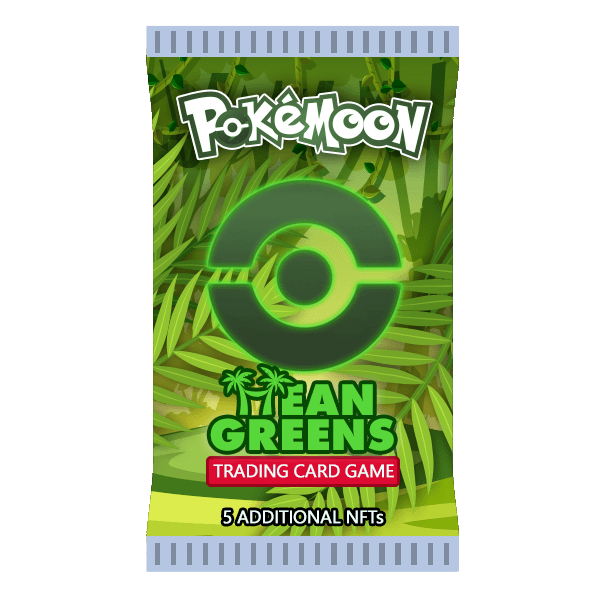 POKÉMOON
MEAN
GREENS
TRADING CARD GAME
5 ADDITIONAL NFTs